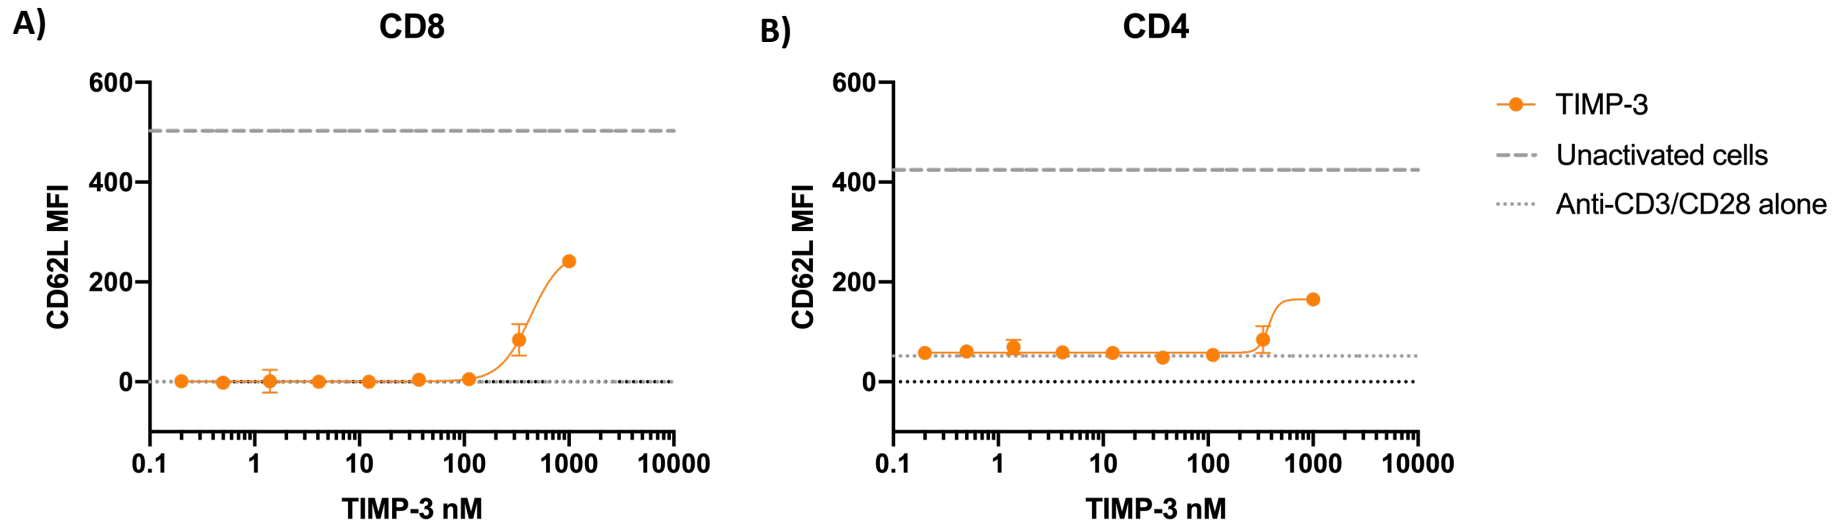 A)
CD8
600
400
200
0
CD62L MFI
0.1 1 10 100 1000 10000
TIMP-3 nM
B)
CD4
600
400
200
0
CD62L MFI
0.1 1 10 100 1000 10000
TIMP-3 nM
TIMP-3
Unactivated cells
Anti-CD3/CD28 alone